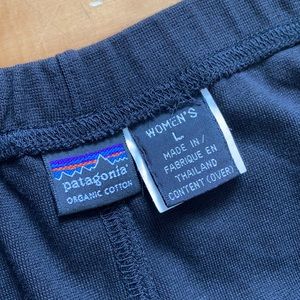 patagonia
ORGANIC COTTON
WOMEN'S
L
MADE IN /
FABRIQUE EN
THAILAND
CONTENT (OVER)